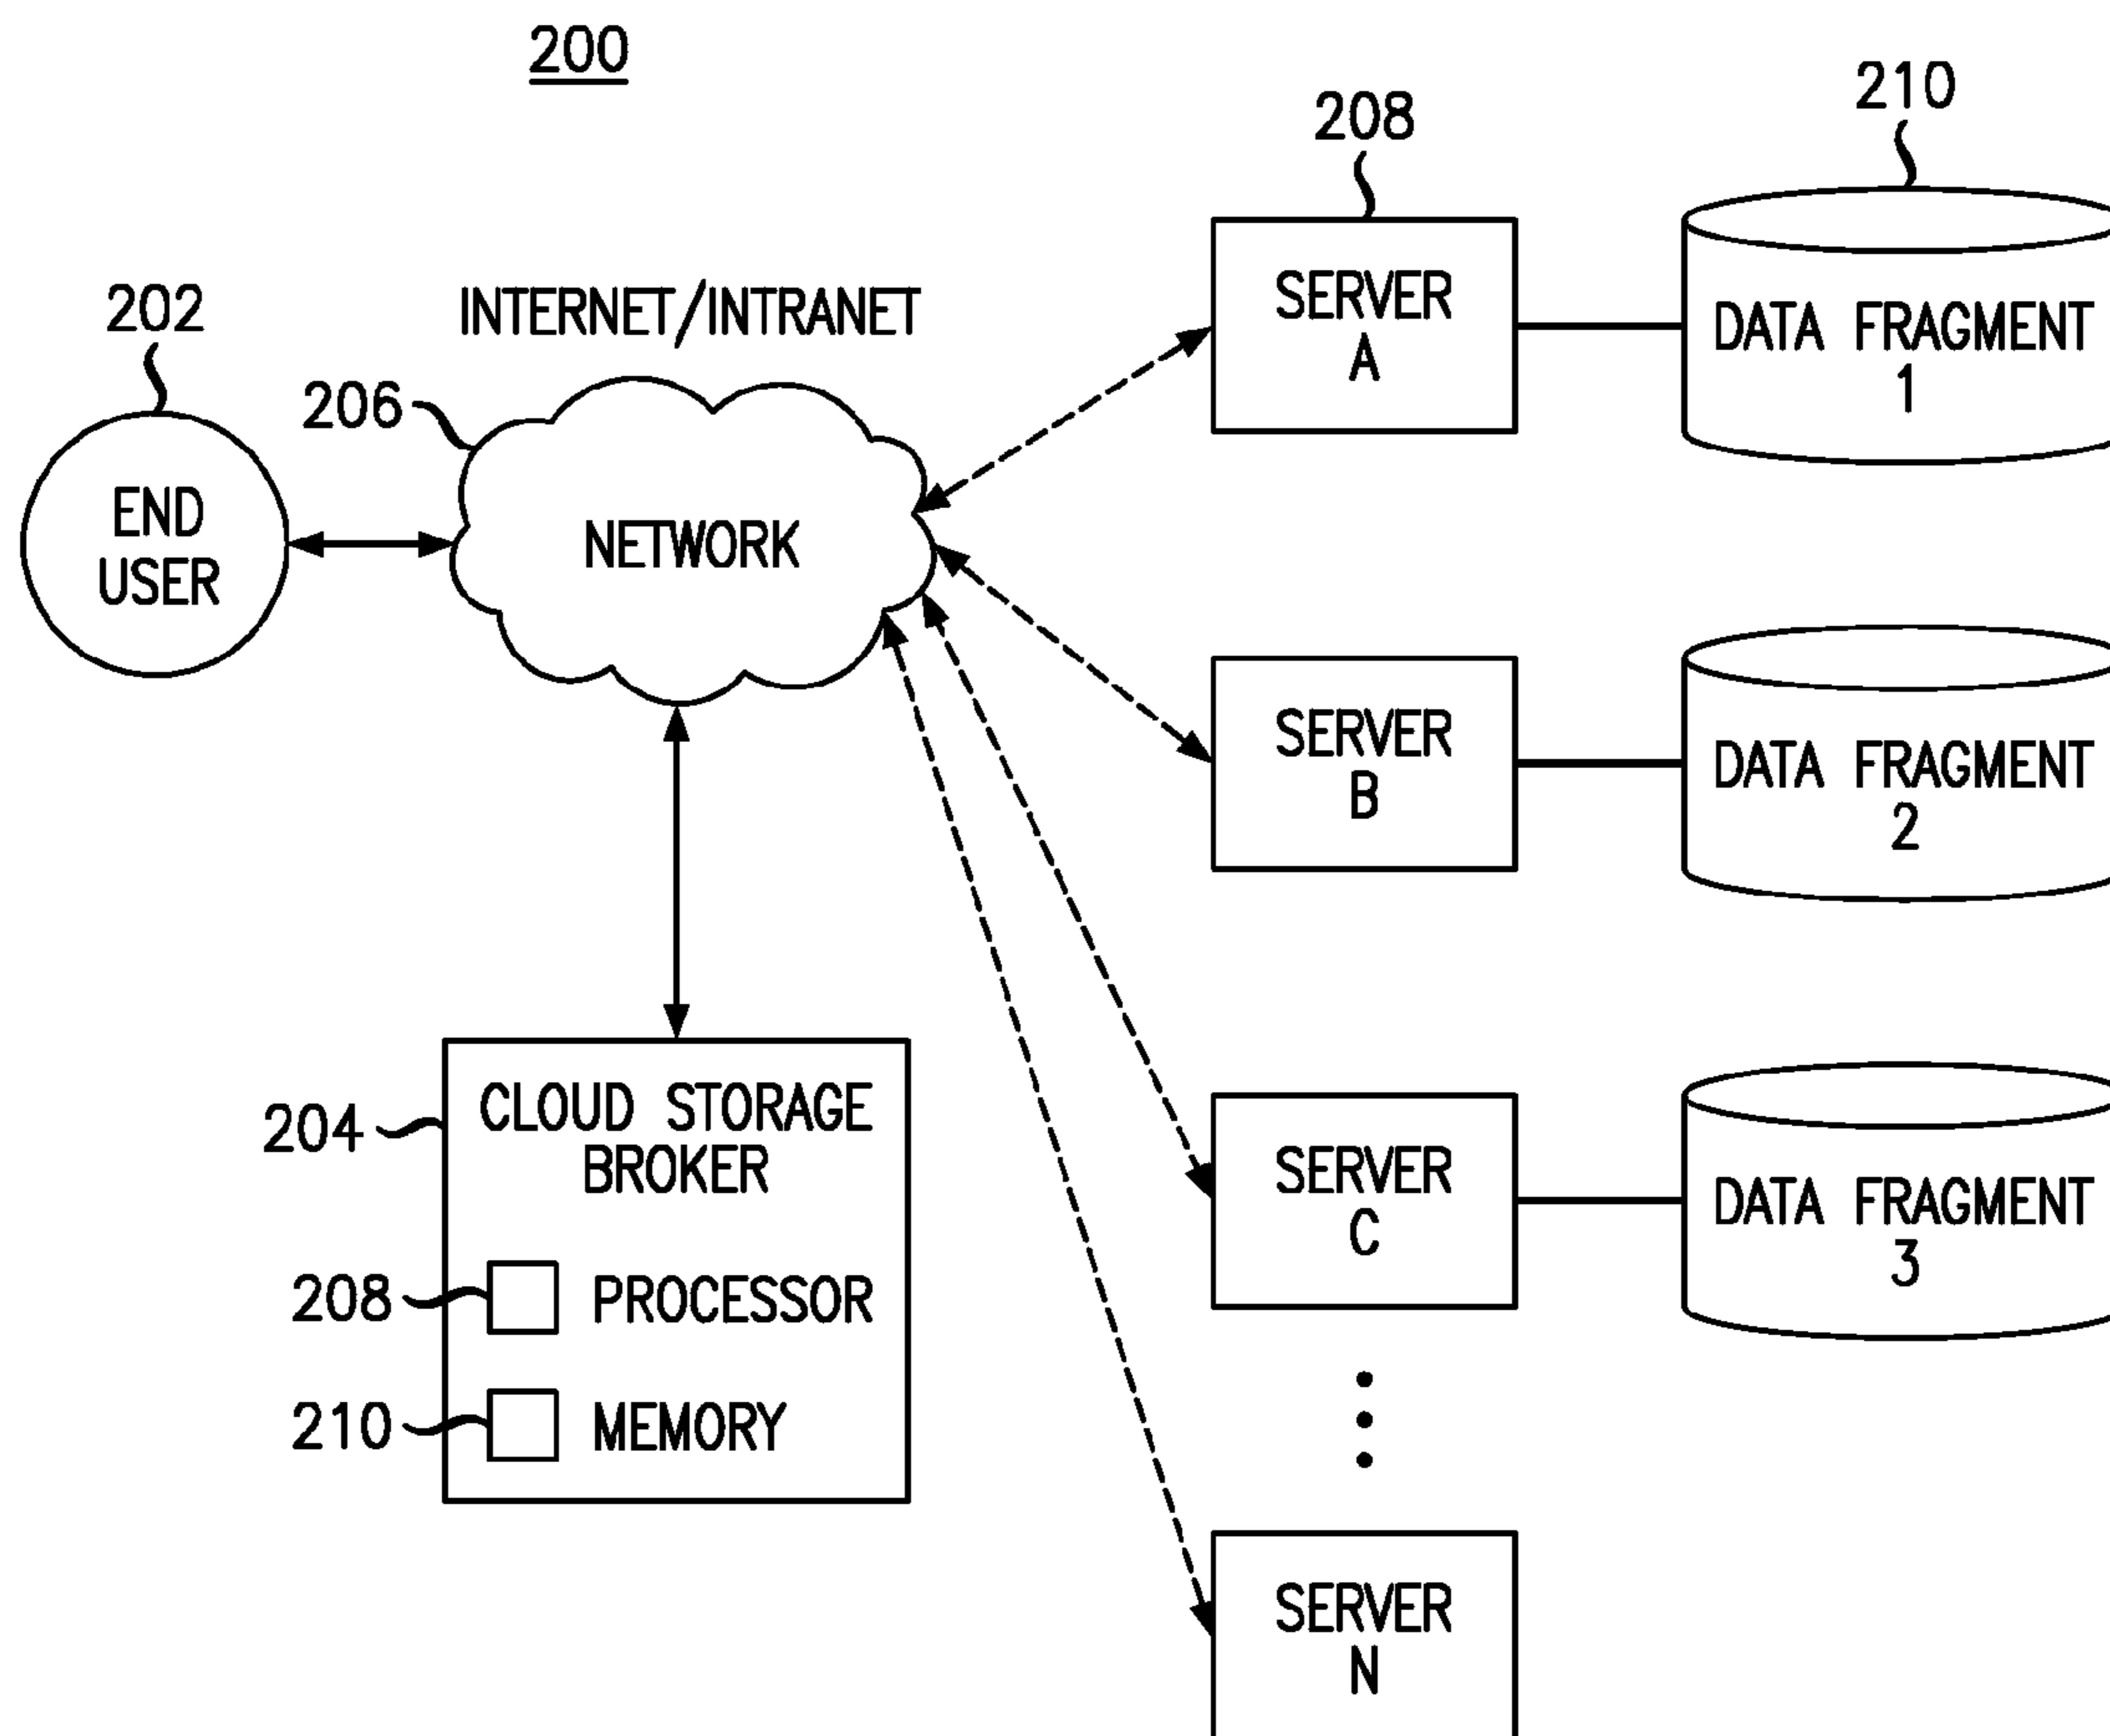 200
208
210
202
INTERNET/INTRANET
206
END
USER
NETWORK
SERVER
A
DATA FRAGMENT
1
SERVER
B
DATA FRAGMENT
2
204
CLOUD STORAGE
BROKER
208
PROCESSOR
210
MEMORY
SERVER
C
DATA FRAGMENT
3
SERVER
N